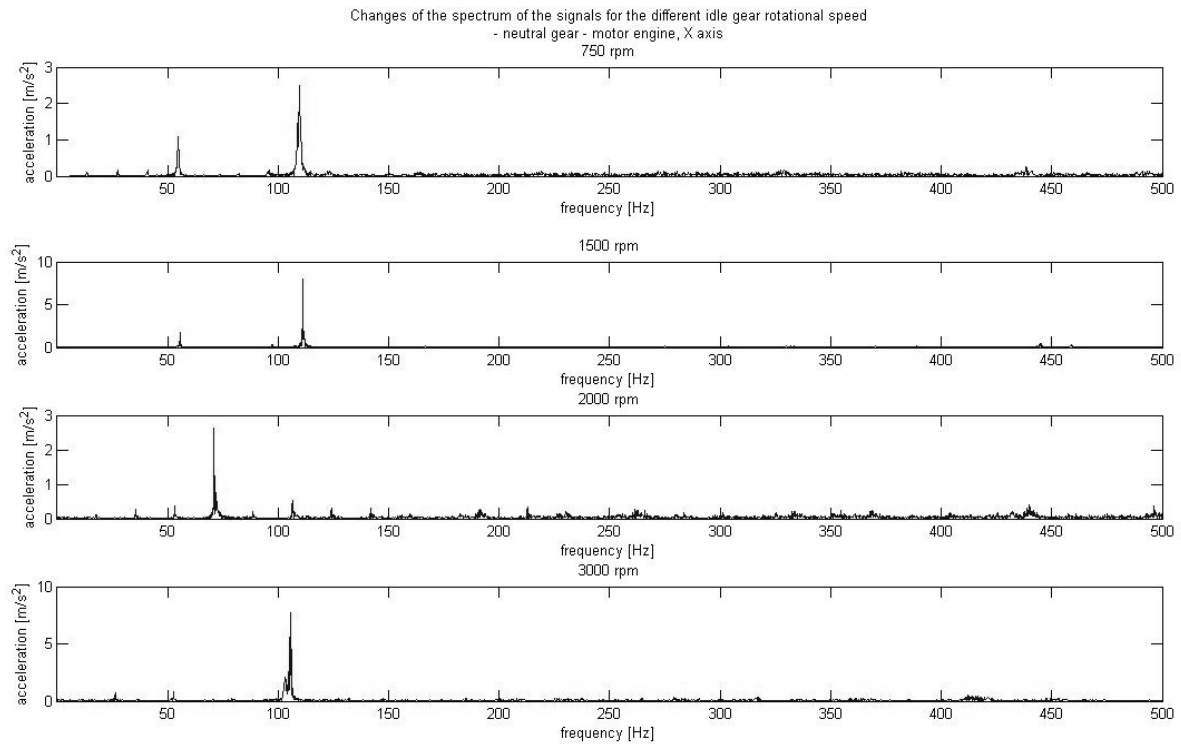 Changes of the spectrum of the signals for the different idle gear rotational speed
- neutral gear - motor engine, X axis
750 rpm
3
2
1
0
acceleration [m/s²]
50 100 150 200 250 300 350 400 450 500
frequency [Hz]
1500 rpm
10
5
0
acceleration [m/s²]
50 100 150 200 250 300 350 400 450 500
frequency [Hz]
2000 rpm
3
2
1
0
acceleration [m/s²]
50 100 150 200 250 300 350 400 450 500
frequency [Hz]
3000 rpm
10
5
0
acceleration [m/s²]
50 100 150 200 250 300 350 400 450 500
frequency [Hz]